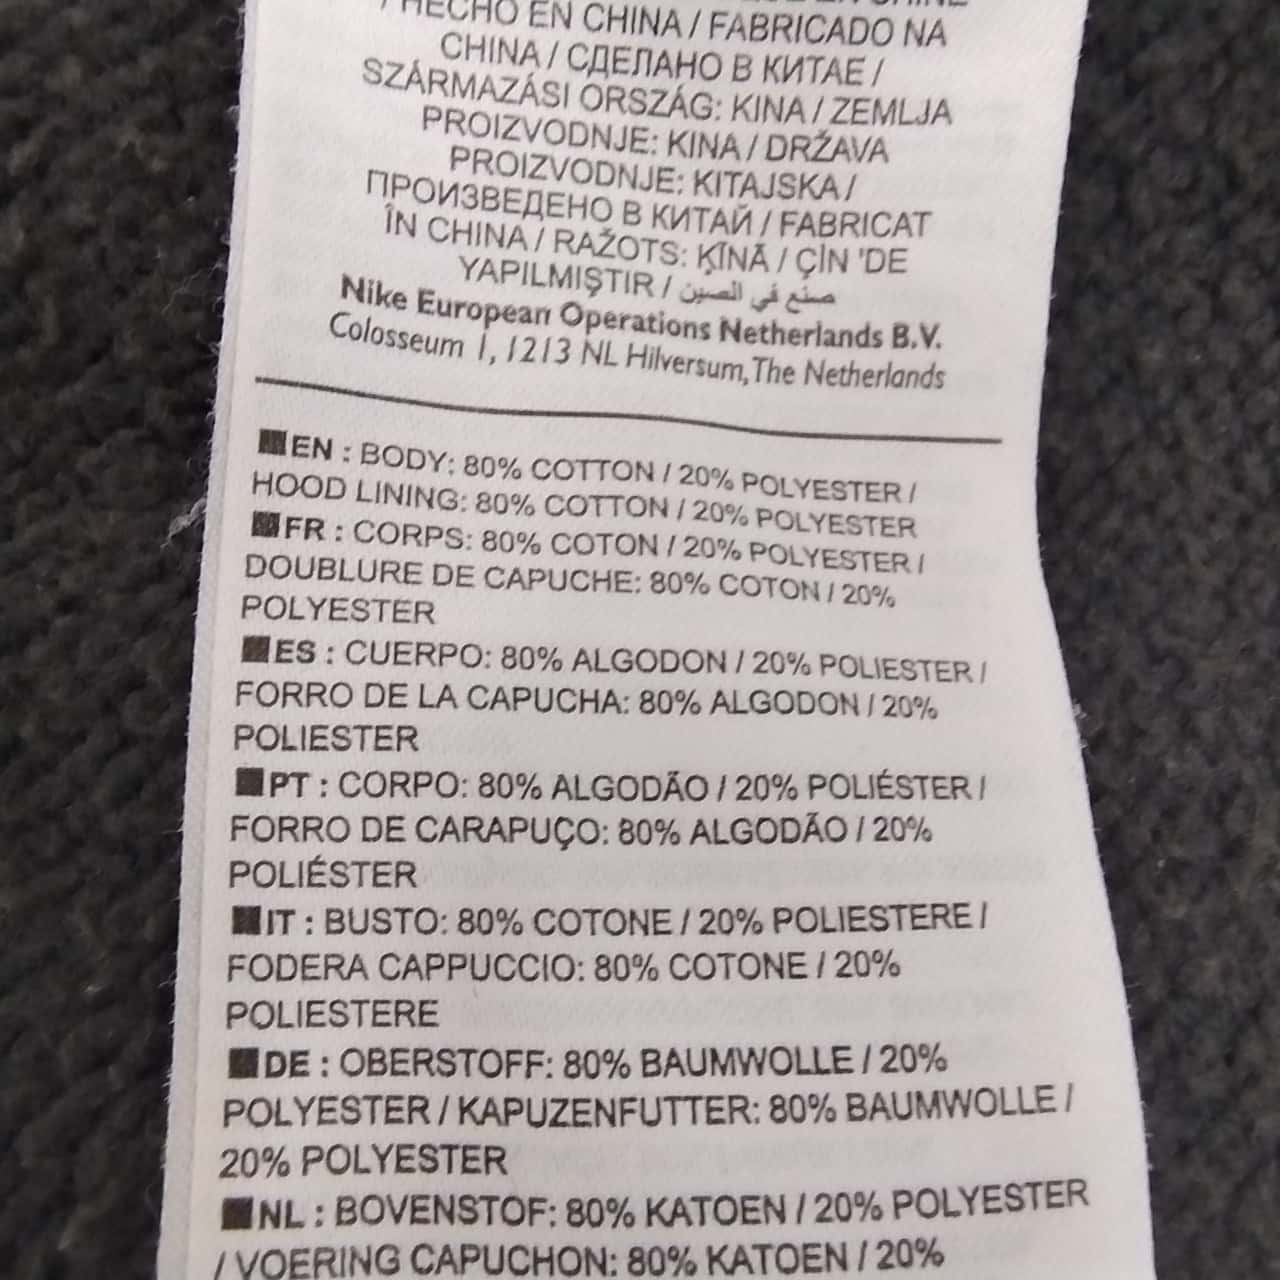 / HECHO EN CHINA / FABRICADO NA
CHINA / СДЕЛАНО В КИТАЕ /
SZÁRMAZÁSI ORSZÁG: KINA / ZEMLJA
PROIZVODNJE: KINA / DRŽAVA
PROIZVODNJE: KITAJSKA /
ПРОИЗВЕДЕНО В КИТАЙ / FABRICAT
ÎN CHINA / RAŽOTS: ĶĪNĀ / ÇİN 'DE
YAPILMIŞTIR / صنع في الصين
Nike European Operations Netherlands B.V.
Colosseum 1, 1213 NL Hilversum, The Netherlands
EN : BODY: 80% COTTON / 20% POLYESTER /
HOOD LINING: 80% COTTON / 20% POLYESTER
FR : CORPS: 80% COTON / 20% POLYESTER /
DOUBLURE DE CAPUCHE: 80% COTON / 20%
POLYESTER
ES : CUERPO: 80% ALGODON / 20% POLIESTER /
FORRO DE LA CAPUCHA: 80% ALGODON / 20%
POLIESTER
PT : CORPO: 80% ALGODÃO / 20% POLIÉSTER /
FORRO DE CARAPUÇO: 80% ALGODÃO / 20%
POLIÉSTER
IT : BUSTO: 80% COTONE / 20% POLIESTERE /
FODERA CAPPUCCIO: 80% COTONE / 20%
POLIESTERE
DE : OBERSTOFF: 80% BAUMWOLLE / 20%
POLYESTER / KAPUZENFUTTER: 80% BAUMWOLLE /
20% POLYESTER
NL : BOVENSTOF: 80% KATOEN / 20% POLYESTER
/ VOERING CAPUCHON: 80% KATOEN / 20%